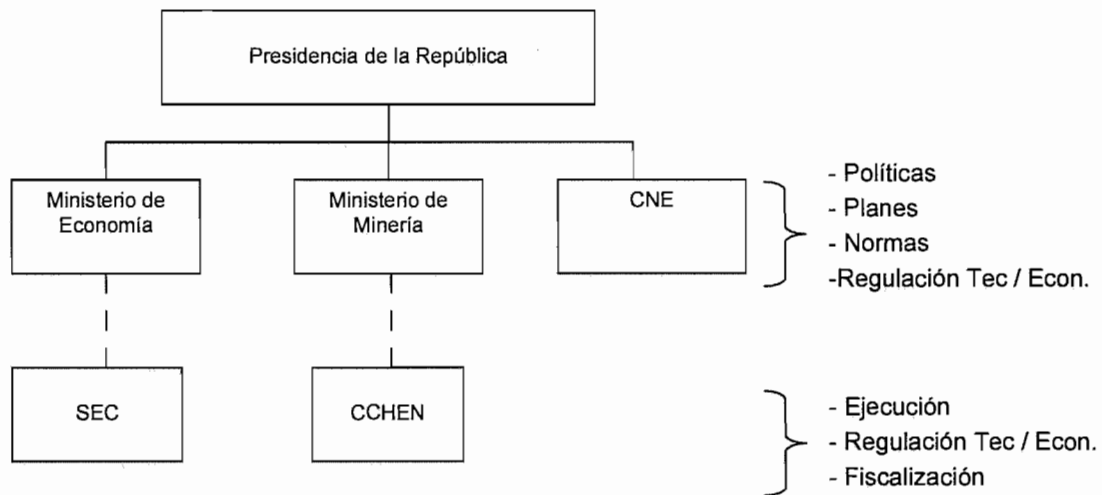 Presidencia de la República
Ministerio de
Economía
Ministerio de
Minería
CNE
- Políticas
- Planes
- Normas
-Regulación Tec / Econ.
SEC
CCHEN
- Ejecución
- Regulación Tec / Econ.
- Fiscalización